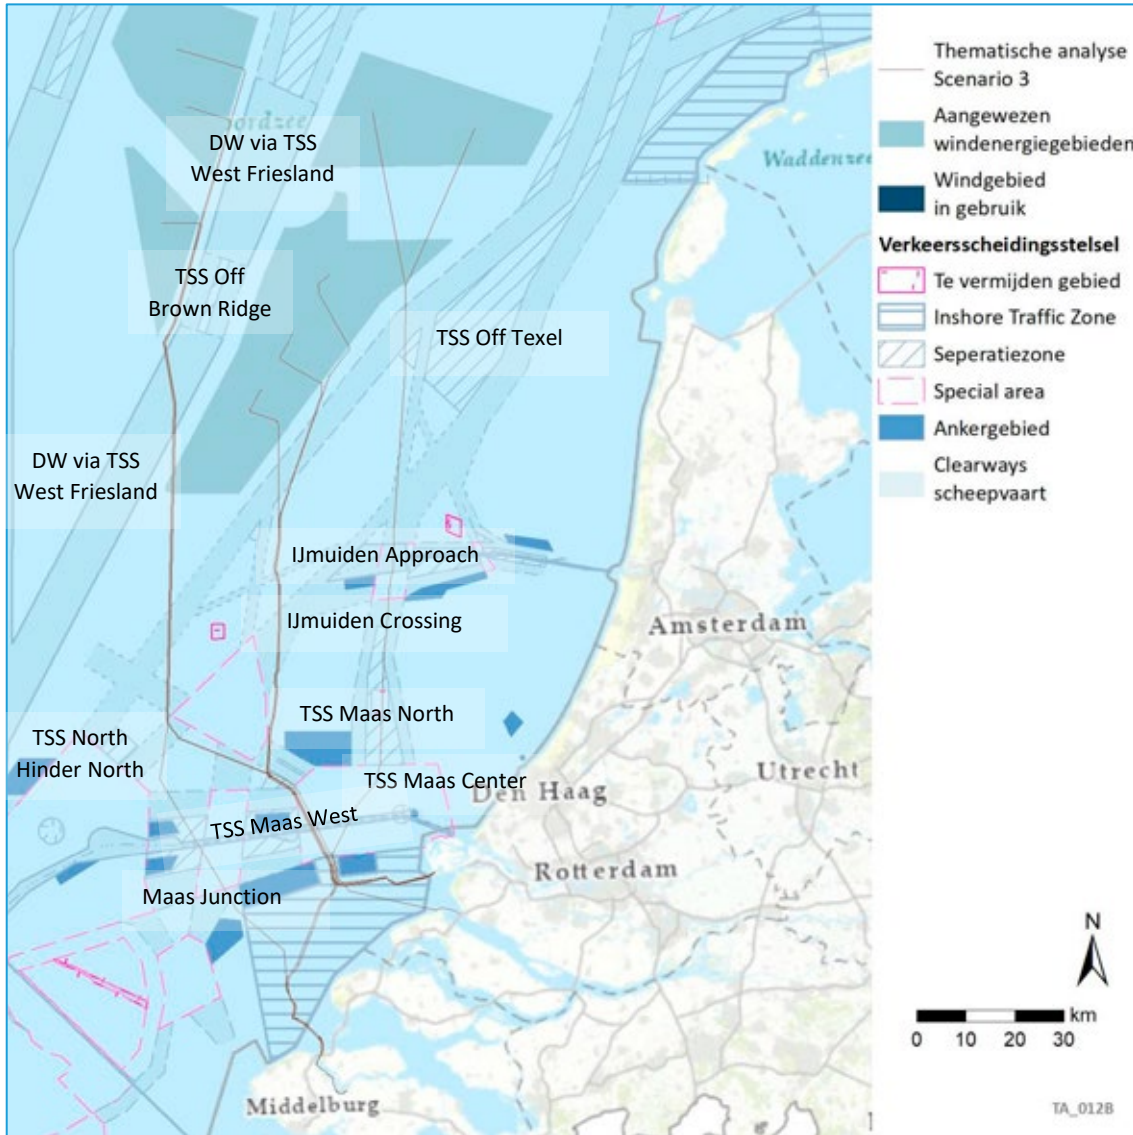 DW via TSS
West Friesland
TSS Off
Brown Ridge
TSS Off Texel
DW via TSS
West Friesland
IJmuiden Approach
IJmuiden Crossing
TSS Maas North
TSS North
Hinder North
TSS Maas Center
TSS Maas West
Maas Junction
Waddenzee
Amsterdam
Utrecht
Den Haag
Rotterdam
Middelburg
Thematische analyse
Scenario 3
Aangewezen
windenergiegebieden
Windgebied
in gebruik
Verkeersscheidingsstelsel
Te vermijden gebied
Inshore Traffic Zone
Seperatiezone
Special area
Ankergebied
Clearways
scheepvaart
N
km
0 10 20 30
TA_012B